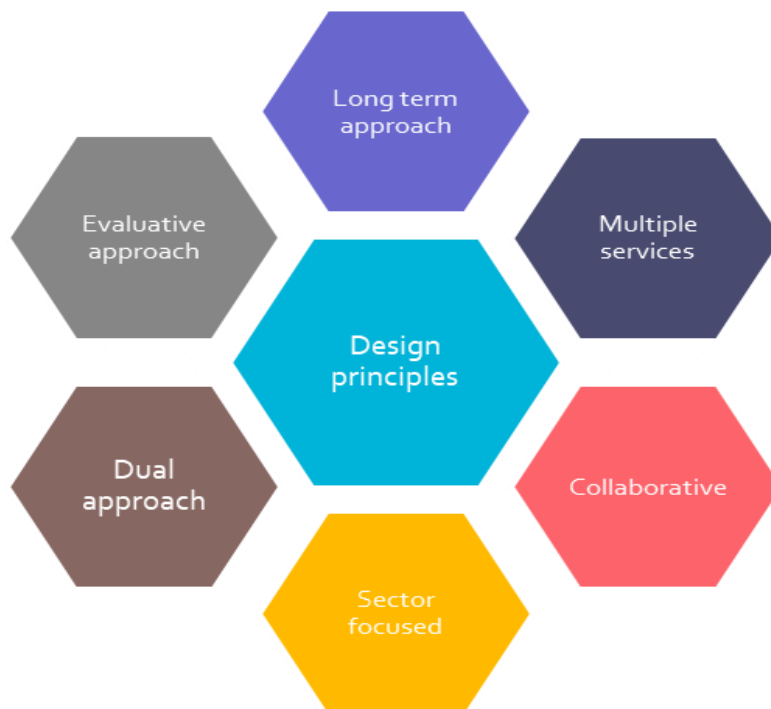 Long term
approach
Evaluative
approach
Multiple
services
Design
principles
Dual
approach
Collaborative
Sector
focused